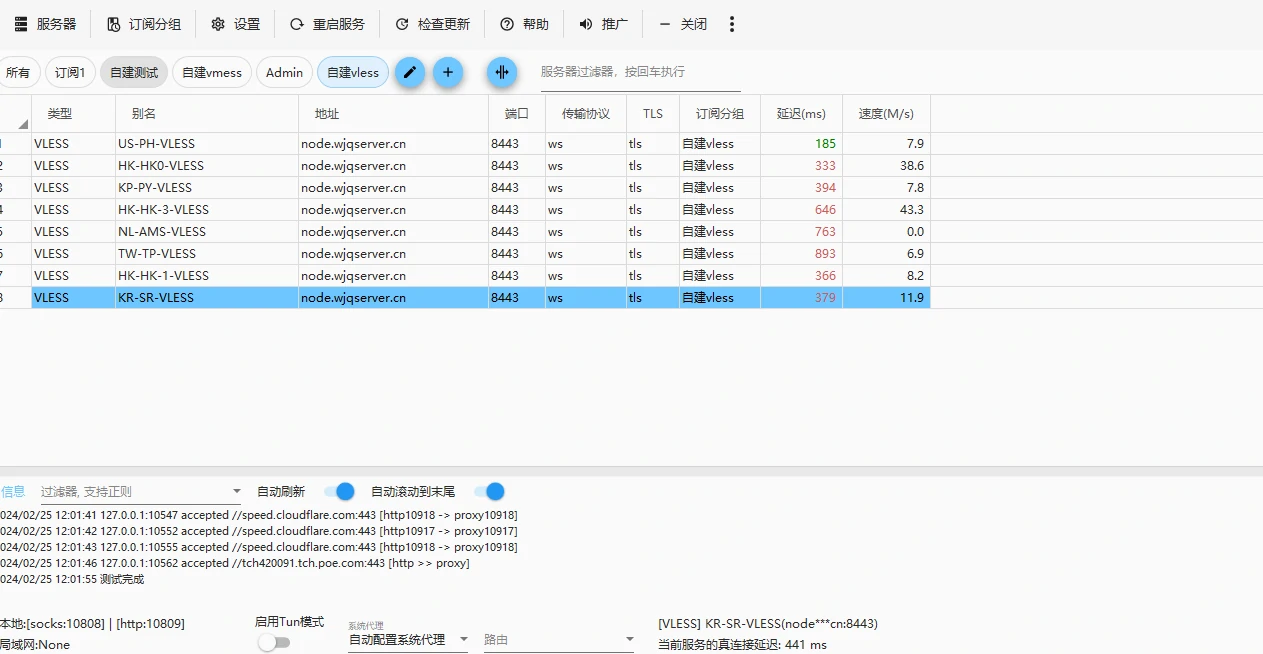 服务器 订阅分组 设置 重启服务 检查更新 帮助 推广 关闭
所有 订阅1 自建测试 自建vmess Admin 自建vless 服务器过滤器，按回车执行
类型 别名 地址 端口 传输协议 TLS 订阅分组 延迟(ms) 速度(M/s)
VLESS US-PH-VLESS node.wjqserver.cn 8443 ws tls 自建vless 185 7.9
2 VLESS HK-HK0-VLESS node.wjqserver.cn 8443 ws tls 自建vless 333 38.6
3 VLESS KP-PY-VLESS node.wjqserver.cn 8443 ws tls 自建vless 394 7.8
4 VLESS HK-HK-3-VLESS node.wjqserver.cn 8443 ws tls 自建vless 646 43.3
5 VLESS NL-AMS-VLESS node.wjqserver.cn 8443 ws tls 自建vless 763 0.0
6 VLESS TW-TP-VLESS node.wjqserver.cn 8443 ws tls 自建vless 893 6.9
7 VLESS HK-HK-1-VLESS node.wjqserver.cn 8443 ws tls 自建vless 366 8.2
8 VLESS KR-SR-VLESS node.wjqserver.cn 8443 ws tls 自建vless 379 11.9
信息 过滤器, 支持正则 自动刷新 自动滚动到末尾
024/02/25 12:01:41 127.0.0.1:10547 accepted //speed.cloudflare.com:443 [http10918 -> proxy10918]
024/02/25 12:01:42 127.0.0.1:10552 accepted //speed.cloudflare.com:443 [http10917 -> proxy10917]
024/02/25 12:01:43 127.0.0.1:10555 accepted //speed.cloudflare.com:443 [http10918 -> proxy10918]
024/02/25 12:01:46 127.0.0.1:10562 accepted //tch420091.tch.poe.com:443 [http >> proxy]
024/02/25 12:01:55 测试完成
本地:[socks:10808] | [http:10809] 启用Tun模式 系统代理 自动配置系统代理 路由 [VLESS] KR-SR-VLESS(node***cn:8443)
局域网:None 当前服务的真连接延迟: 441 ms